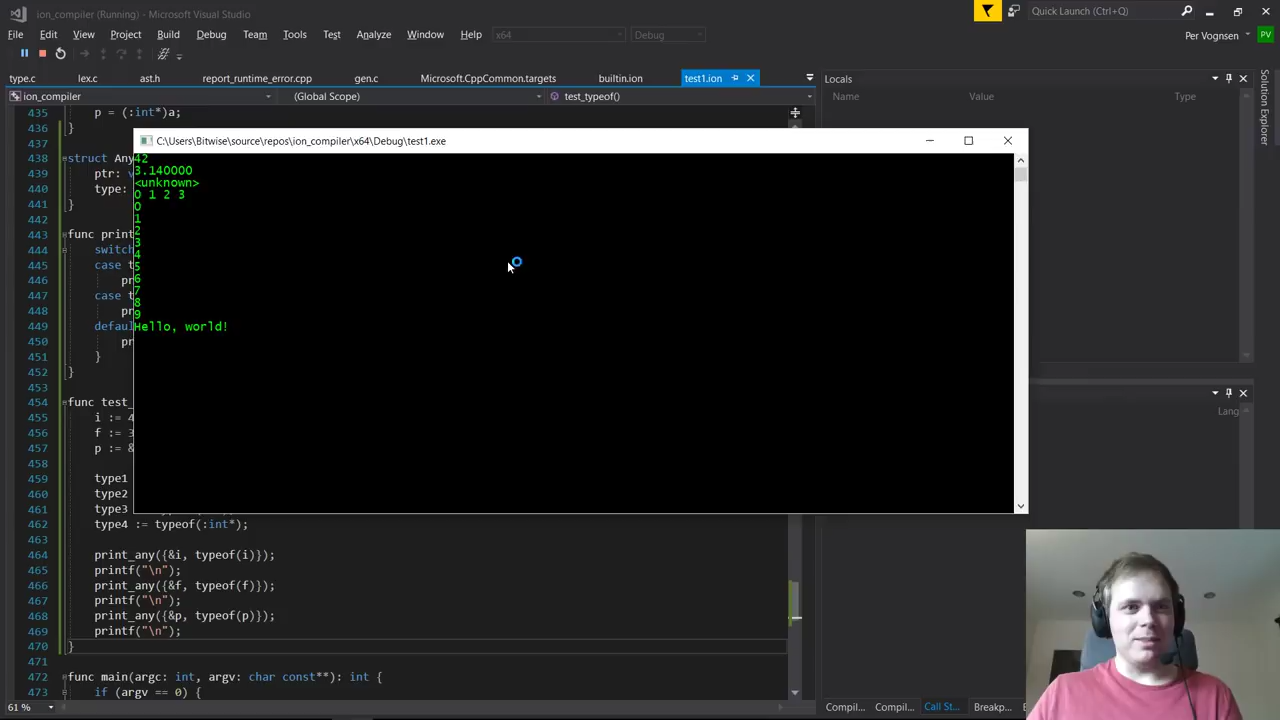 ion_compiler (Running) - Microsoft Visual Studio
Quick Launch (Ctrl+Q)
File Edit View Project Build Debug Team Tools Test Analyze Window Help x64 Debug
Per Vognsen PV
type.c lex.c ast.h report_runtime_error.cpp gen.c Microsoft.CppCommon.targets builtin.ion test1.ion
Locals
ion_compiler (Global Scope) test_typeof()
Name Value Type
Solution Explorer
435 p = (:int*)a;
436 }
437
438 struct Any
439 ptr:
440 type:
441 }
442
443 func print
444 switch
445 case
446
447 case
448
449 defau
450
451 }
452 }
453
454 func test_
455 i := 4
456 f := 3
457 p := &
458
459 type1
460 type2
461 type3
462 type4 := typeof(:int*);
463
464 print_any({&i, typeof(i)});
465 printf("\n");
466 print_any({&f, typeof(f)});
467 printf("\n");
468 print_any({&p, typeof(p)});
469 printf("\n");
470 }
471
472 func main(argc: int, argv: char const**): int {
473 if (argv == 0) {
61 %
C:\Users\Bitwise\source\repos\ion_compiler\x64\Debug\test1.exe
42
3.140000
<unknown>
0 1 2 3
0
1
2
3
4
5
6
7
8
9
Hello, world!
Lang
Compil... Compil... Call St... Breakp...